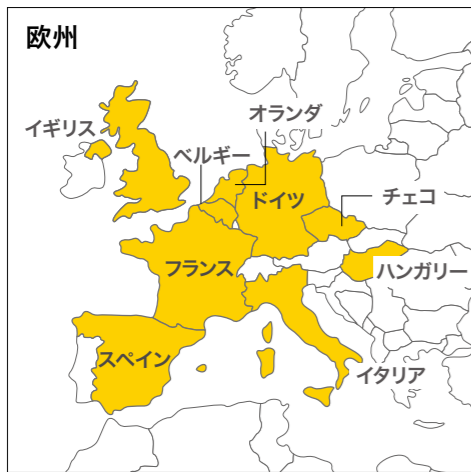 欧州
オランダ
イギリス
ベルギー
ドイツ
チェコ
フランス
ハンガリー
スペイン
イタリア